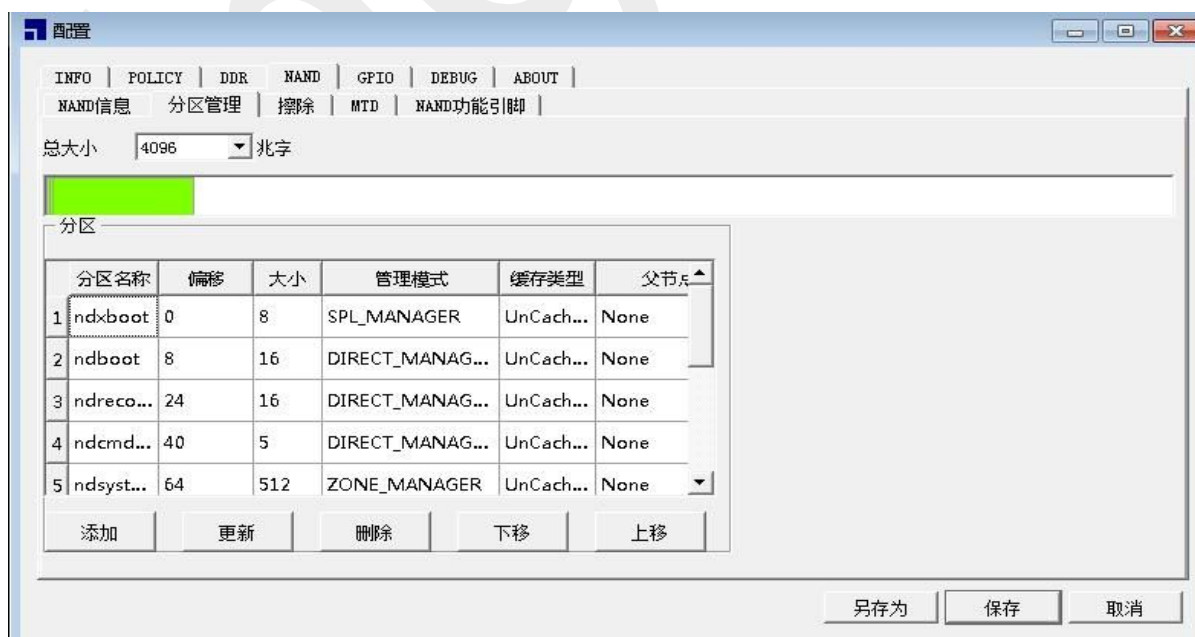 配置
INFO POLICY DDR NAND GPIO DEBUG ABOUT
NAND信息 分区管理 擦除 MTD NAND功能引脚
总大小 4096 兆字
分区
分区名称 偏移 大小 管理模式 缓存类型 父节点
1 ndxboot 0 8 SPL_MANAGER UnCach... None
2 ndboot 8 16 DIRECT_MANAG... UnCach... None
3 ndreco... 24 16 DIRECT_MANAG... UnCach... None
4 ndcmd... 40 5 DIRECT_MANAG... UnCach... None
5 ndsyst... 64 512 ZONE_MANAGER UnCach... None
添加 更新 删除 下移 上移
另存为 保存 取消